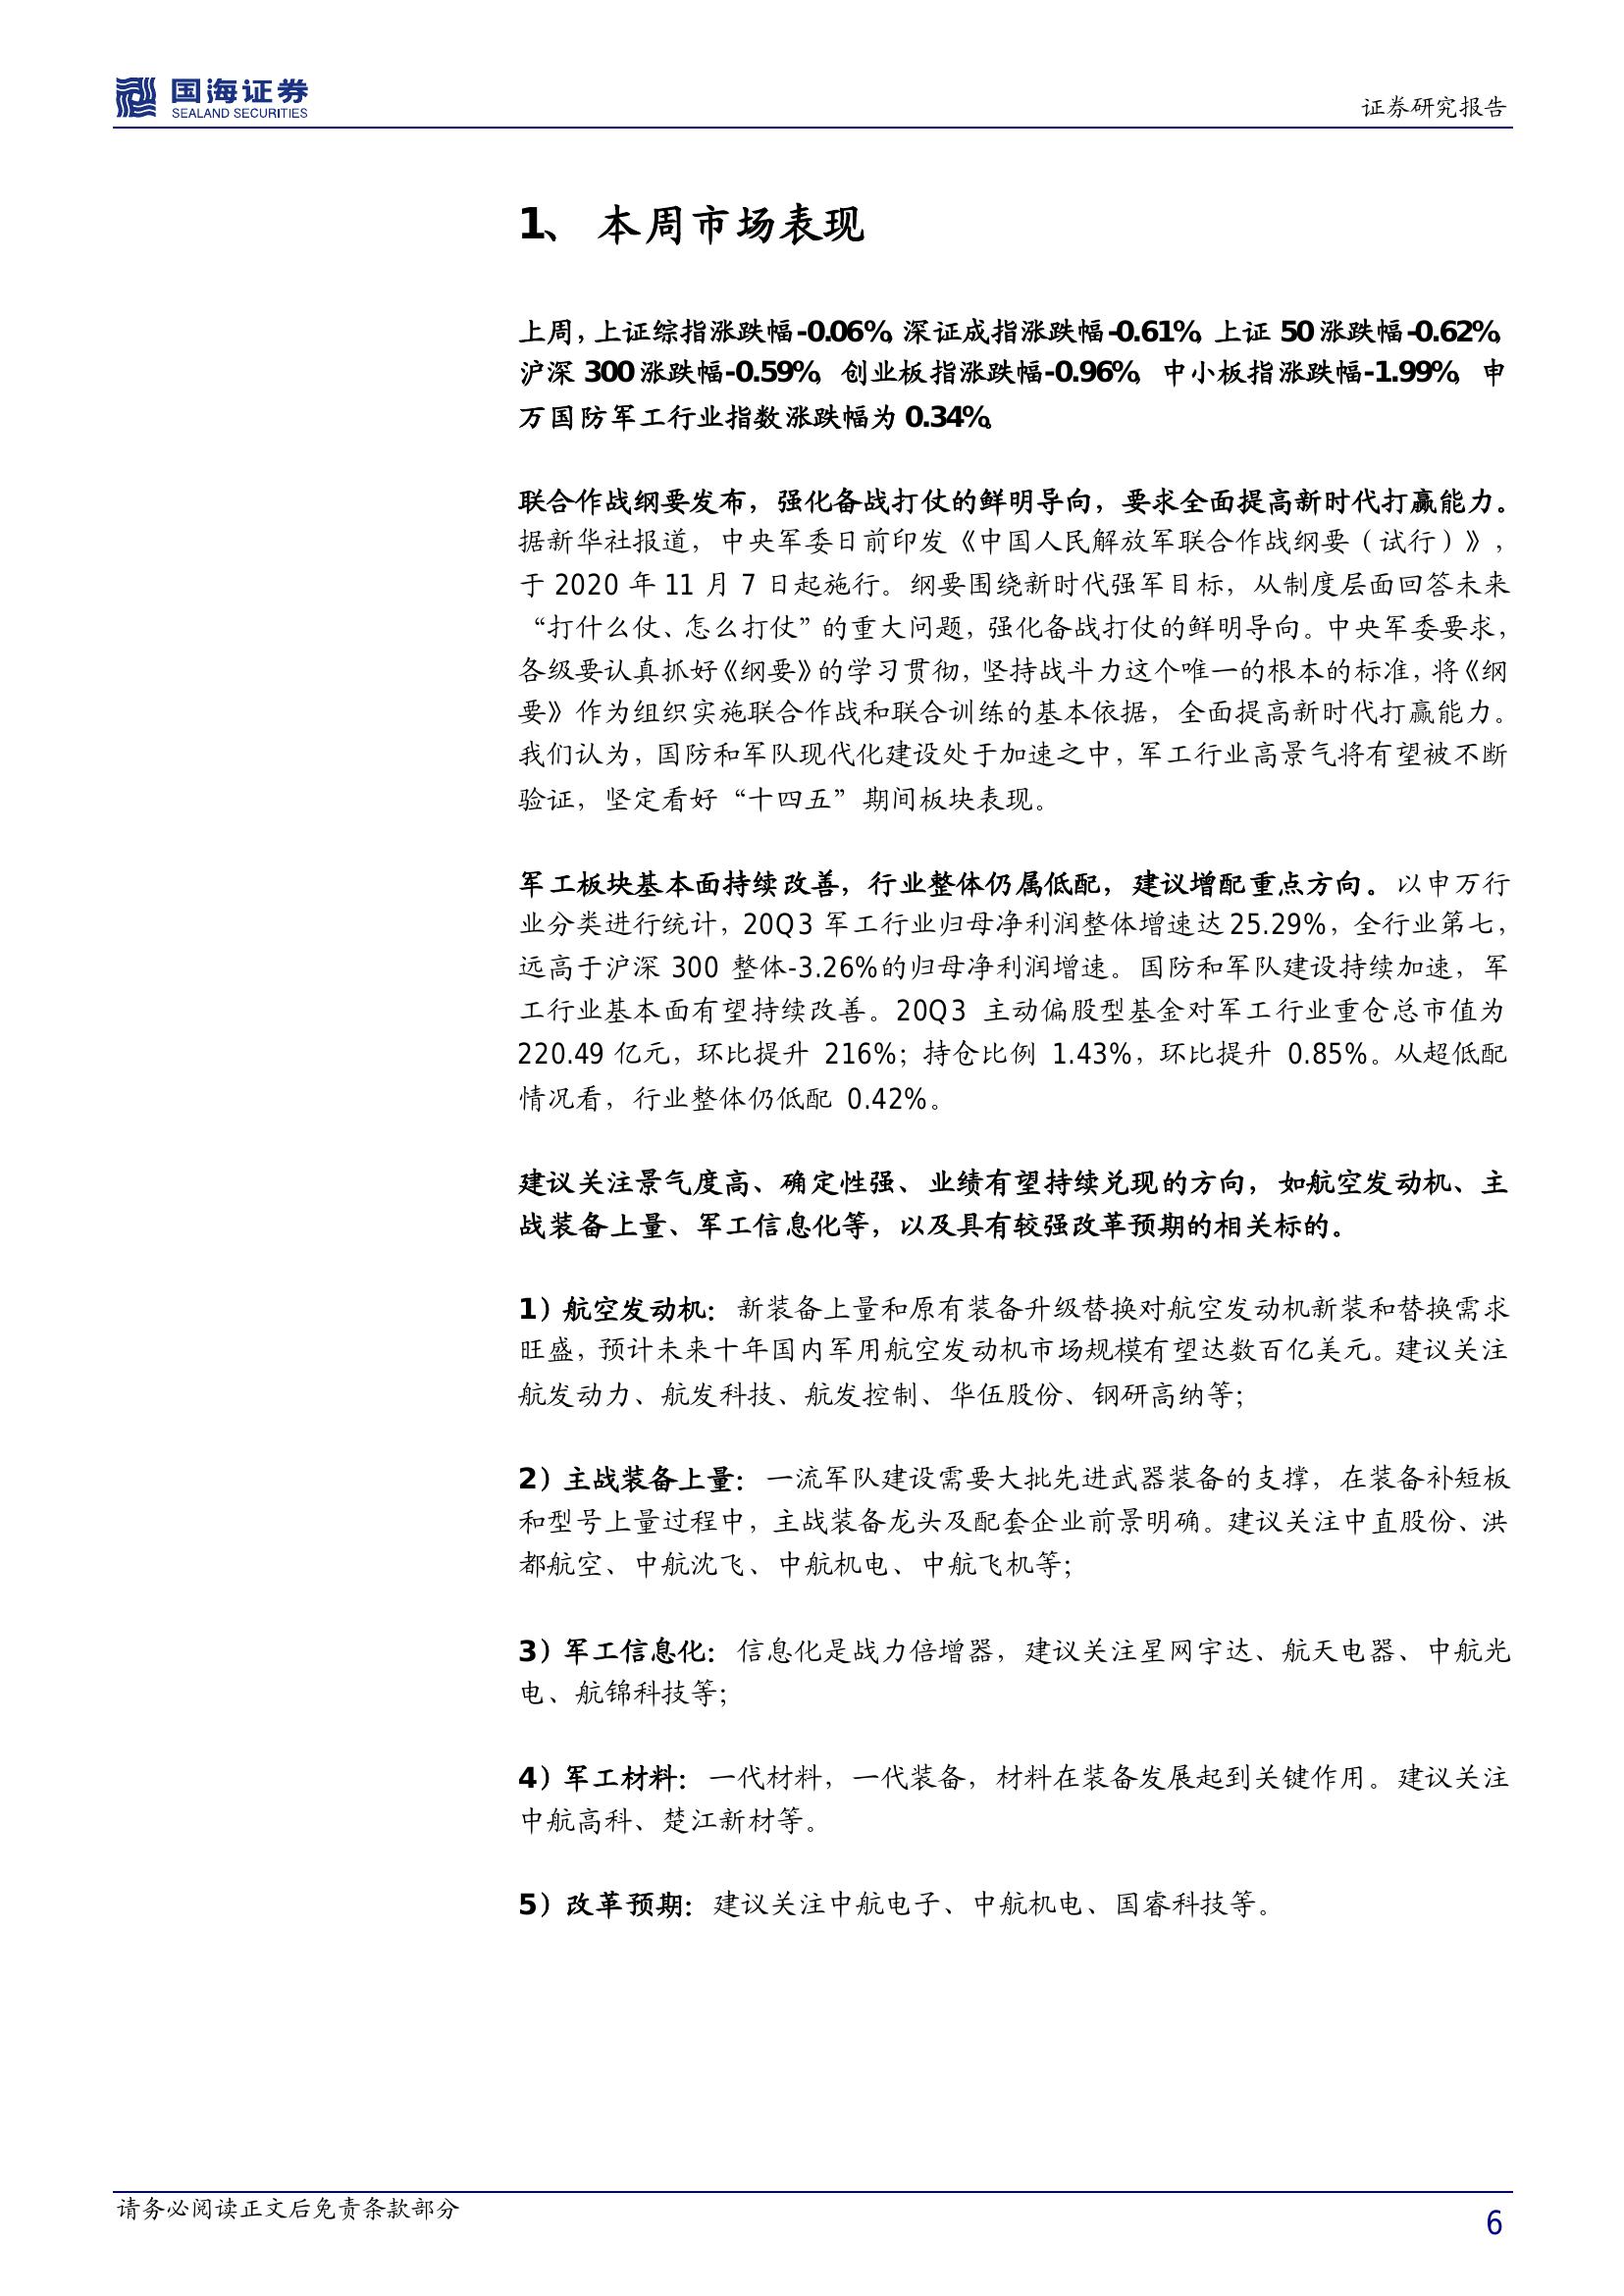 国海证券
SEALAND SECURITIES
证券研究报告
1、 本周市场表现
上周，上证综指涨跌幅-0.06%，深证成指涨跌幅-0.61%，上证 50 涨跌幅-0.62%，
沪深 300 涨跌幅-0.59%，创业板指涨跌幅-0.96%，中小板指涨跌幅-1.99%，申
万国防军工行业指数涨跌幅为 0.34%。
联合作战纲要发布，强化备战打仗的鲜明导向，要求全面提高新时代打赢能力。
据新华社报道，中央军委日前印发《中国人民解放军联合作战纲要（试行）》，
于 2020 年 11 月 7 日起施行。纲要围绕新时代强军目标，从制度层面回答未来
“打什么仗、怎么打仗”的重大问题，强化备战打仗的鲜明导向。中央军委要求，
各级要认真抓好《纲要》的学习贯彻，坚持战斗力这个唯一的根本的标准，将《纲
要》作为组织实施联合作战和联合训练的基本依据，全面提高新时代打赢能力。
我们认为，国防和军队现代化建设处于加速之中，军工行业高景气将有望被不断
验证，坚定看好“十四五”期间板块表现。
军工板块基本面持续改善，行业整体仍属低配，建议增配重点方向。以申万行
业分类进行统计，20Q3 军工行业归母净利润整体增速达 25.29%，全行业第七，
远高于沪深 300 整体-3.26%的归母净利润增速。国防和军队建设持续加速，军
工行业基本面有望持续改善。20Q3 主动偏股型基金对军工行业重仓总市值为
220.49 亿元，环比提升 216%；持仓比例 1.43%，环比提升 0.85%。从超低配
情况看，行业整体仍低配 0.42%。
建议关注景气度高、确定性强、业绩有望持续兑现的方向，如航空发动机、主
战装备上量、军工信息化等，以及具有较强改革预期的相关标的。
1）航空发动机：新装备上量和原有装备升级替换对航空发动机新装和替换需求
旺盛，预计未来十年国内军用航空发动机市场规模有望达数百亿美元。建议关注
航发动力、航发科技、航发控制、华伍股份、钢研高纳等；
2）主战装备上量：一流军队建设需要大批先进武器装备的支撑，在装备补短板
和型号上量过程中，主战装备龙头及配套企业前景明确。建议关注中直股份、洪
都航空、中航沈飞、中航机电、中航飞机等；
3）军工信息化：信息化是战力倍增器，建议关注星网宇达、航天电器、中航光
电、航锦科技等；
4）军工材料：一代材料，一代装备，材料在装备发展起到关键作用。建议关注
中航高科、楚江新材等。
5）改革预期：建议关注中航电子、中航机电、国睿科技等。
请务必阅读正文后免责条款部分
6